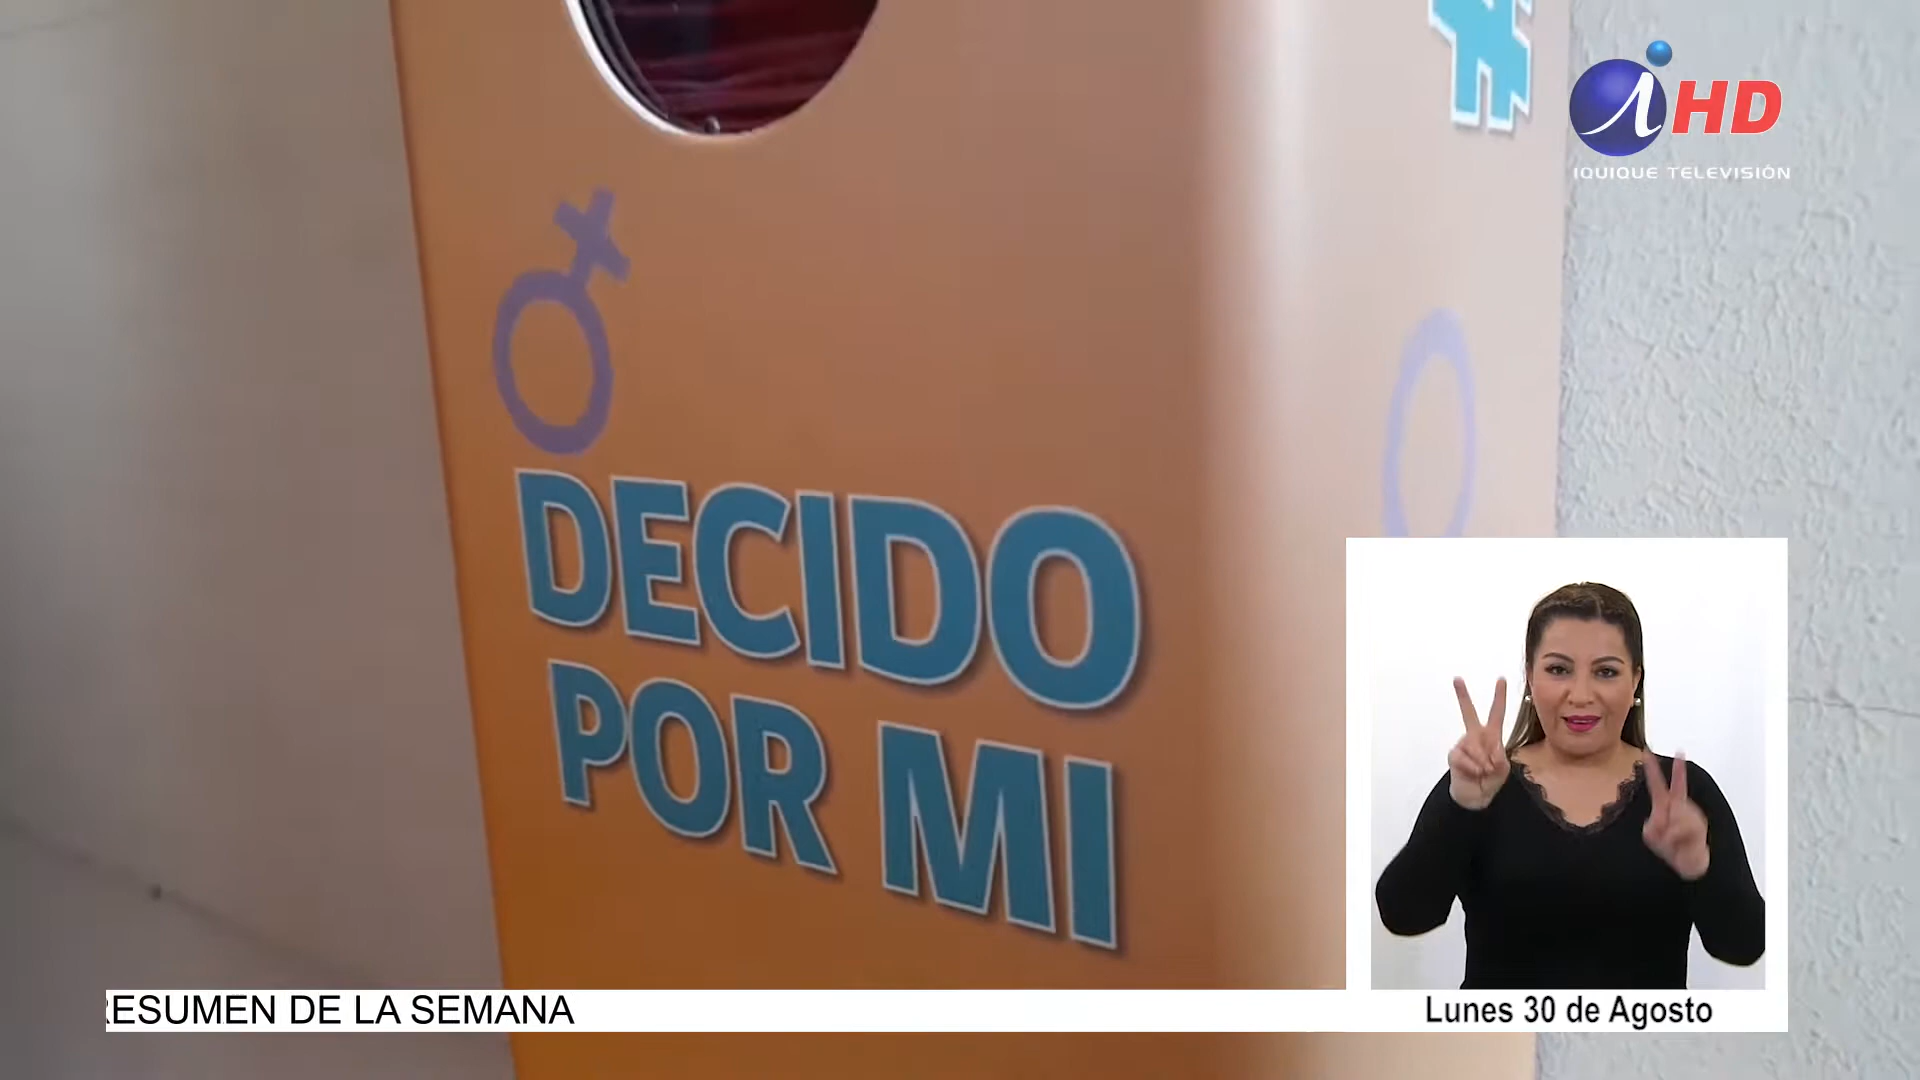 #
HD
IQUIQUE TELEVISIÓN
DECIDO
POR MI
RESUMEN DE LA SEMANA
Lunes 30 de Agosto